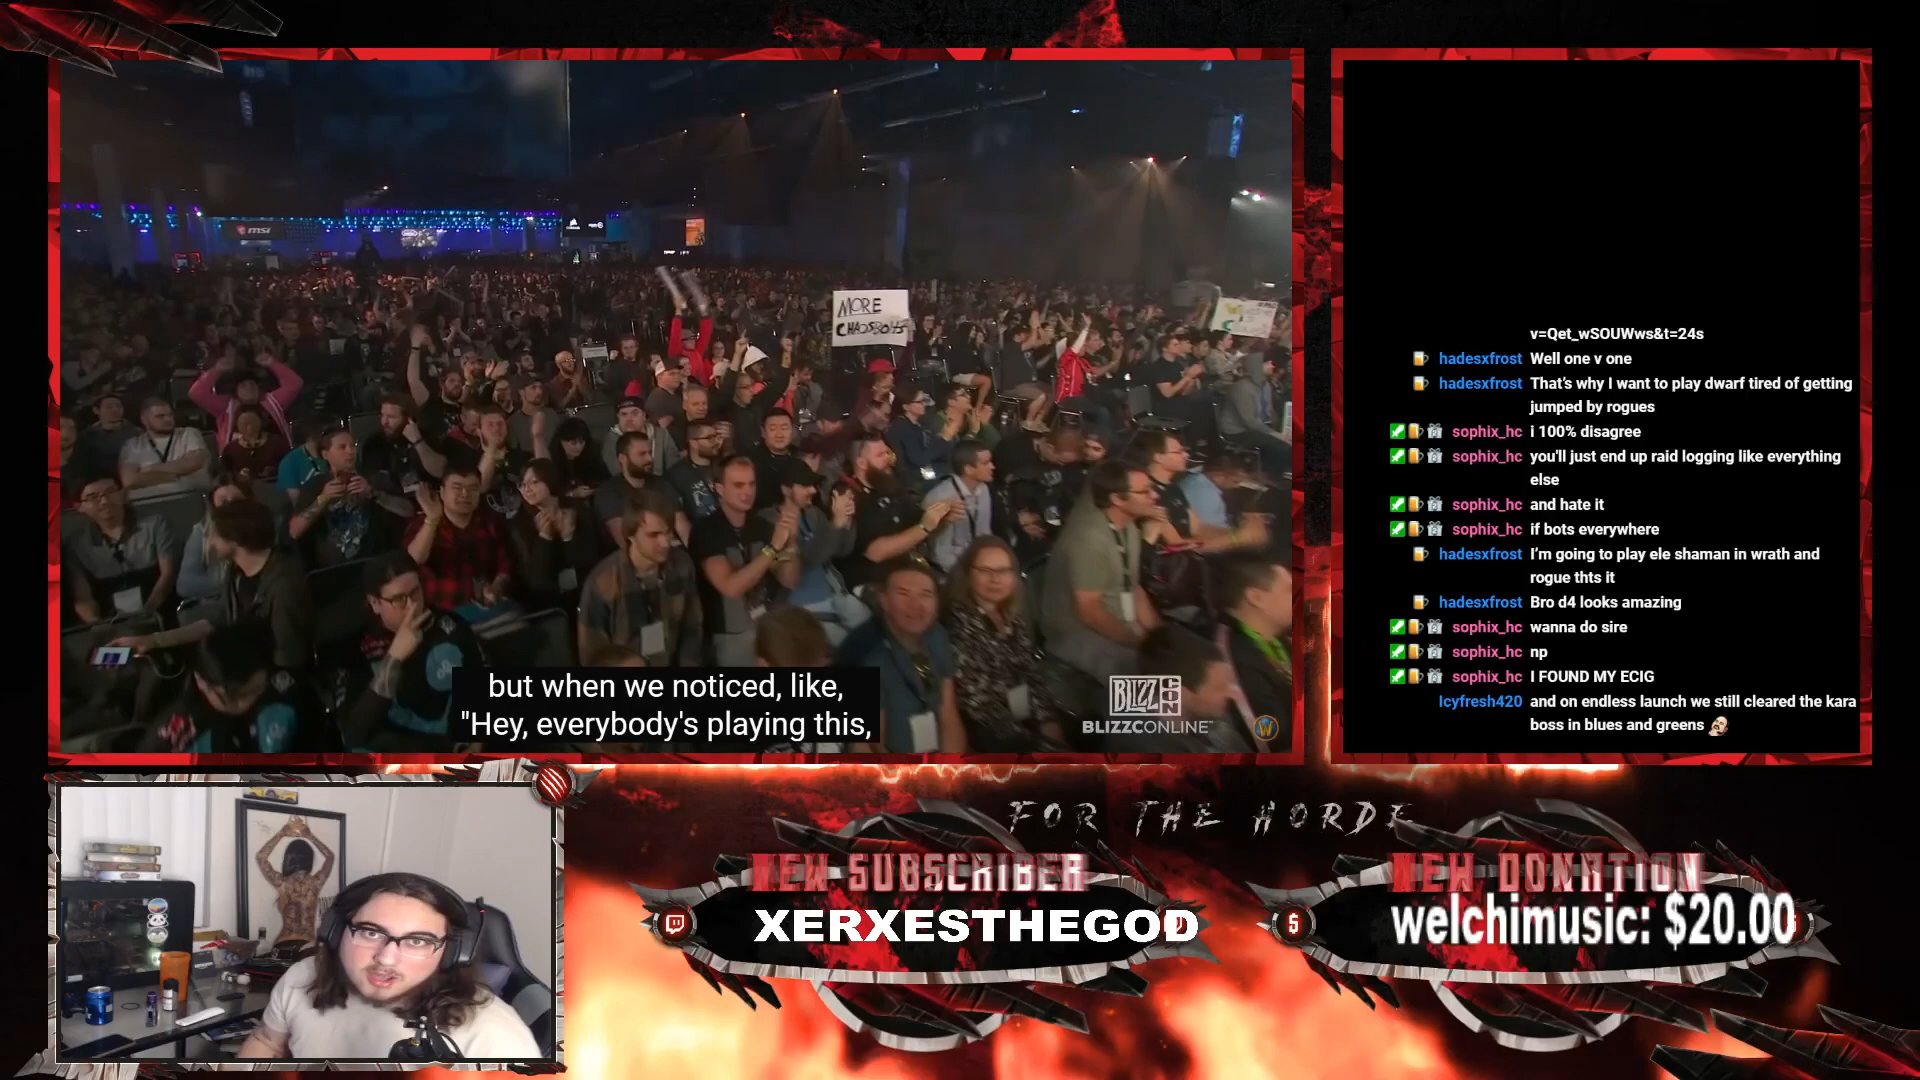 msi
MORE
CHAOSBOLTS
but when we noticed, like,
"Hey, everybody's playing this,
BLIZZ
CON
BLIZZCONLINE
W
v=Qet_wSOUWws&t=24s
hadesxfrost Well one v one
hadesxfrost That's why I want to play dwarf tired of getting
jumped by rogues
sophix_hc i 100% disagree
sophix_hc you'll just end up raid logging like everything
else
sophix_hc and hate it
sophix_hc if bots everywhere
hadesxfrost I'm going to play ele shaman in wrath and
rogue thts it
hadesxfrost Bro d4 looks amazing
sophix_hc wanna do sire
sophix_hc np
sophix_hc I FOUND MY ECIG
Icyfresh420 and on endless launch we still cleared the kara
boss in blues and greens
FOR THE HORDE
NEW SUBSCRIBER
XERXESTHEGOD
NEW DONATION
$
welchimusic: $20.00